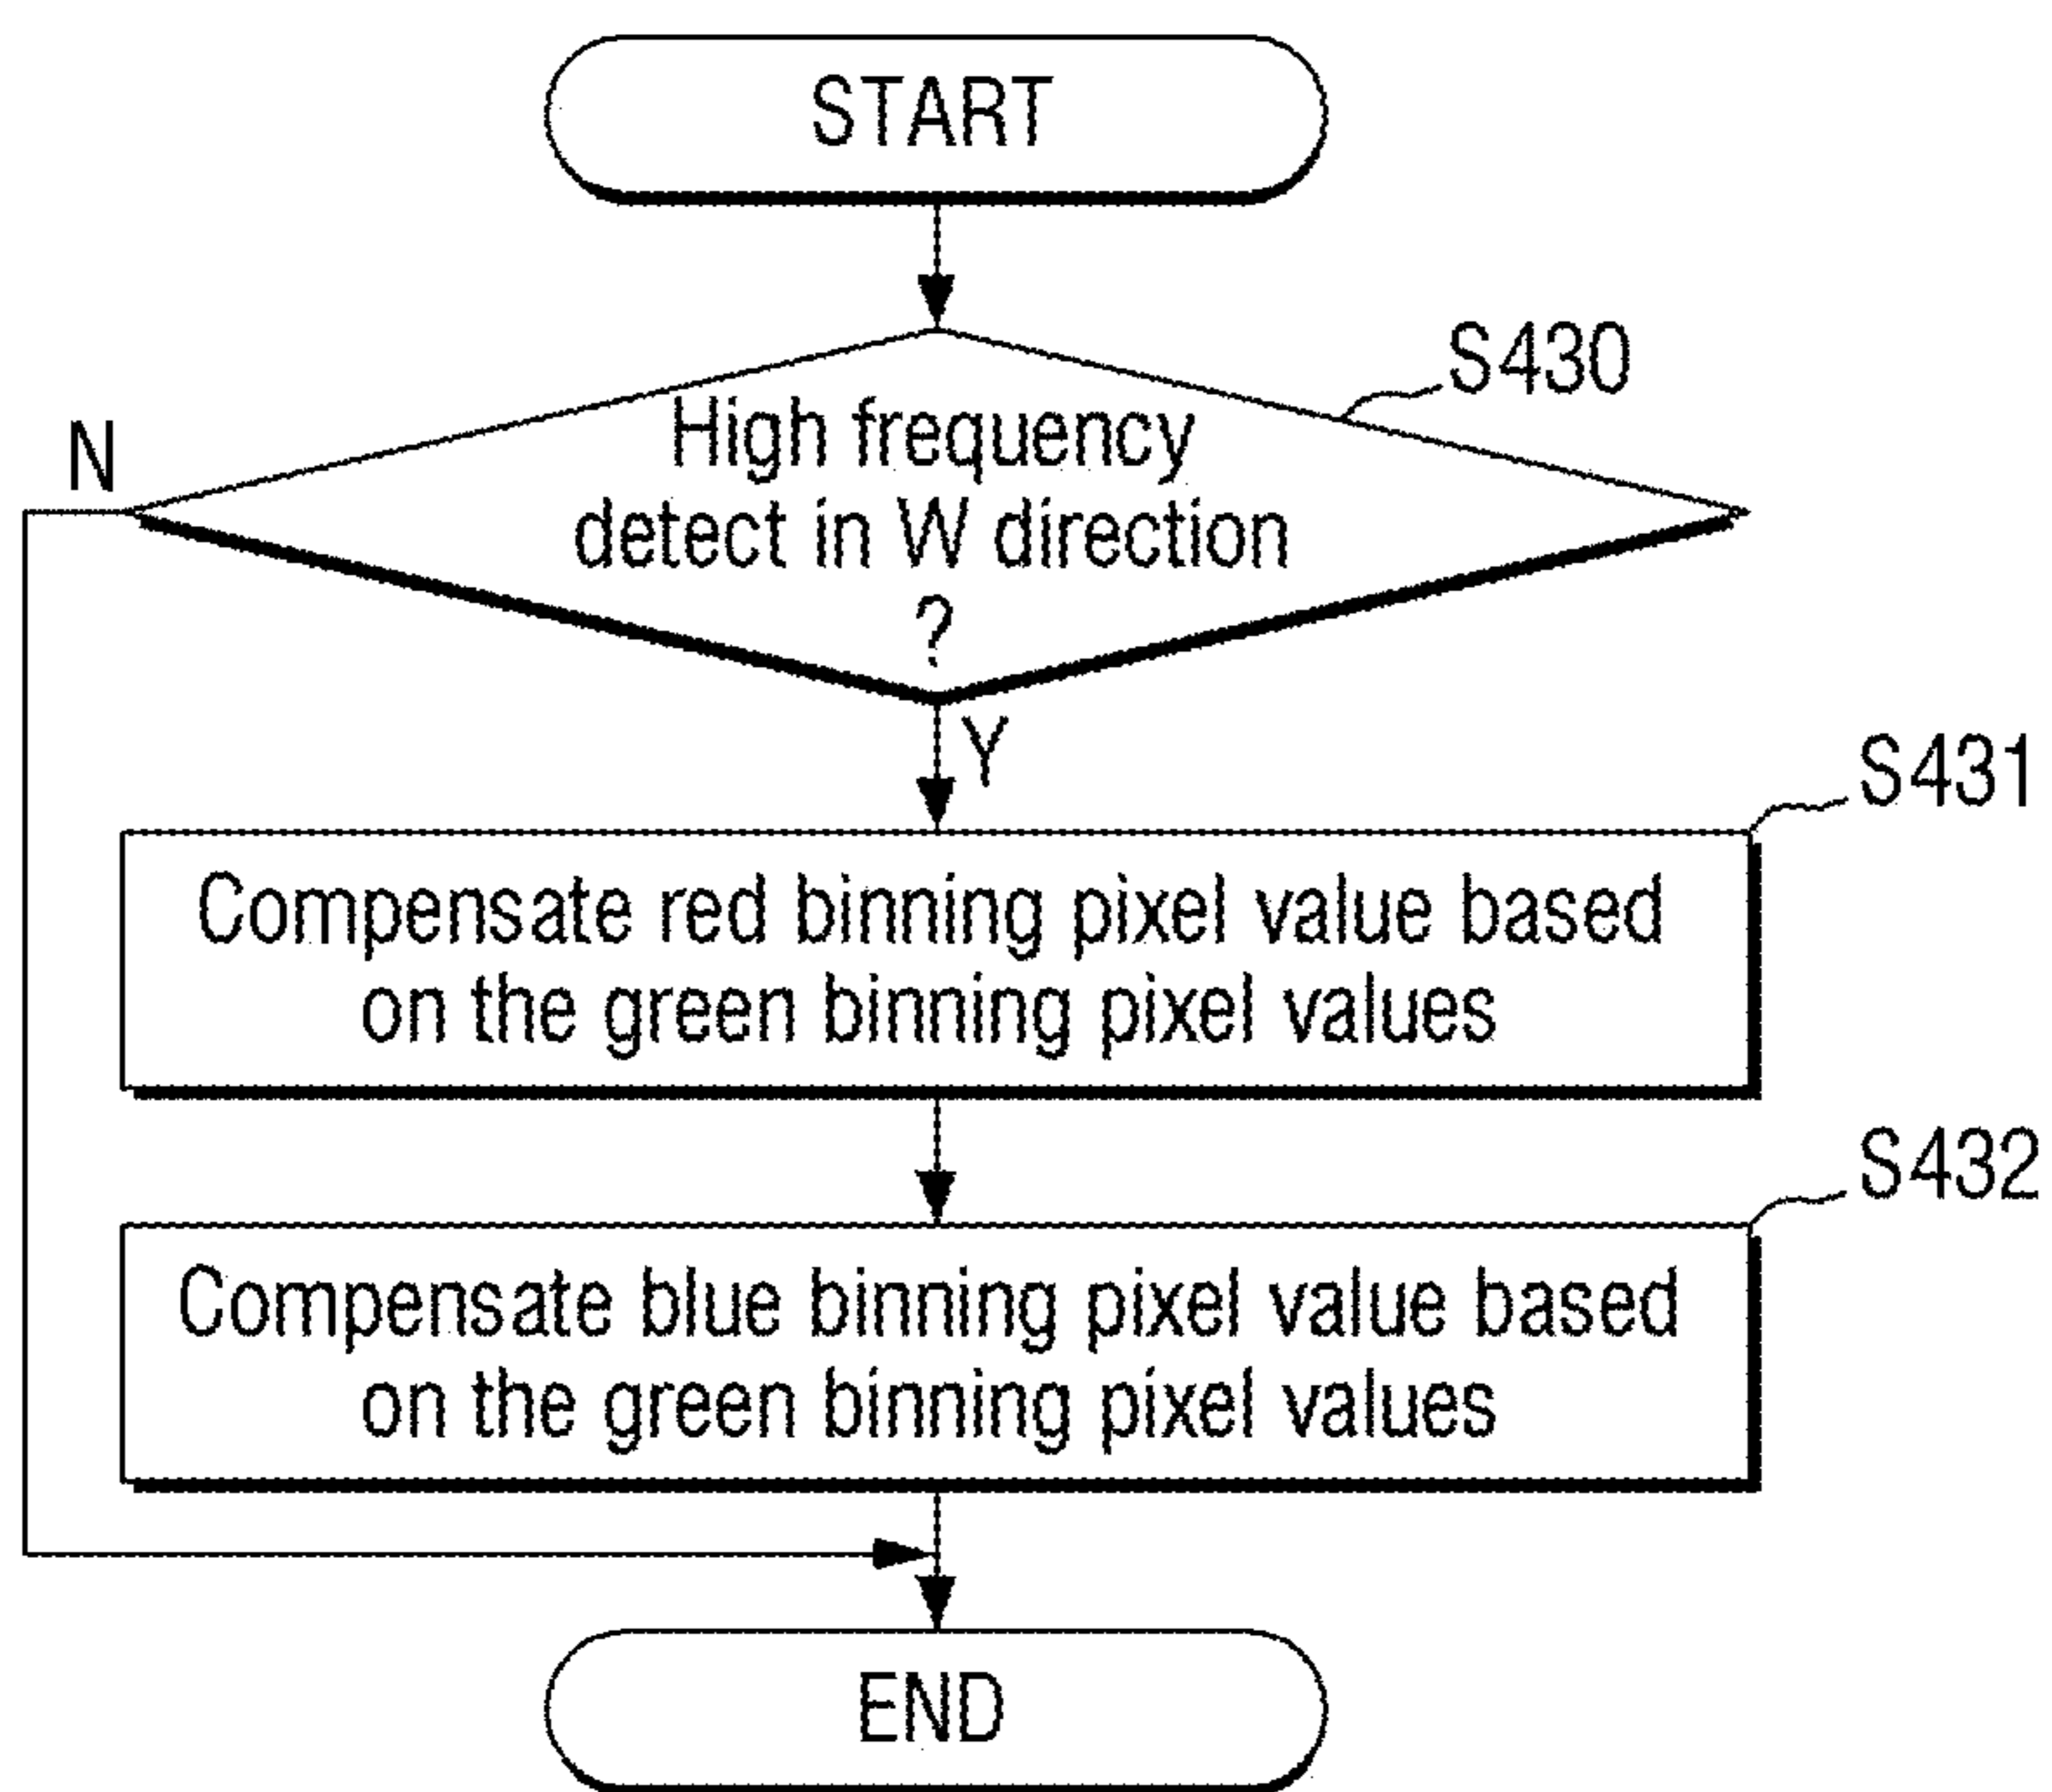 START
S430
N
High frequency
detect in W direction
?
Y
S431
Compensate red binning pixel value based
on the green binning pixel values
S432
Compensate blue binning pixel value based
on the green binning pixel values
END